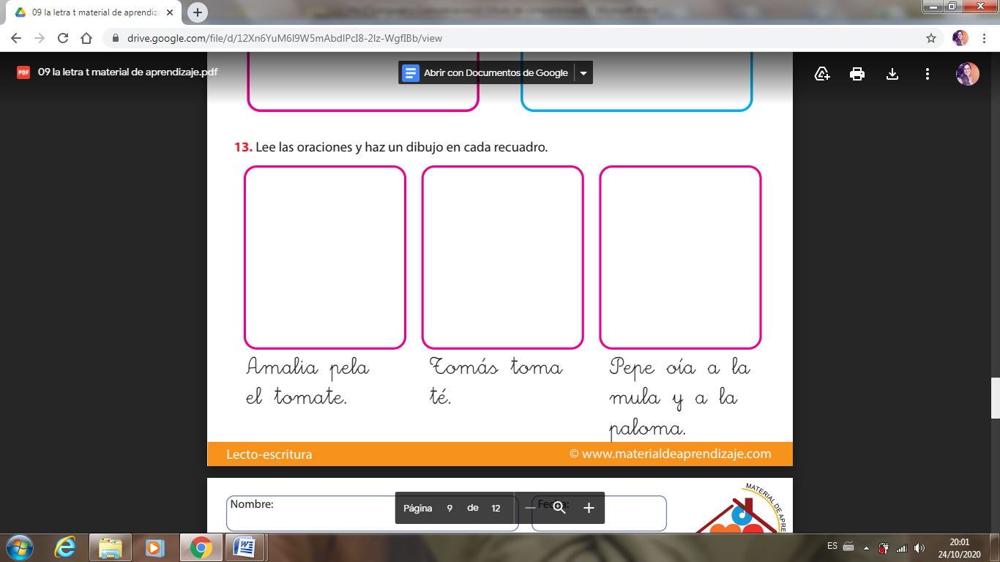 09 la letra t material de aprendiza
drive.google.com/file/d/12Xn6YuM6l9W5mAbdlPcI8-2lz-WgfIBb/view
PDF 09 la letra t material de aprendizaje.pdf
Abrir con Documentos de Google
13. Lee las oraciones y haz un dibujo en cada recuadro.
Amalia pela
el tomate.
Tomás toma
té.
Pepe oía a la
mula y a la
paloma.
Lecto-escritura
© www.materialdeaprendizaje.com
Nombre:
Fecha:
MATERIAL DE APRE
Página 9 de 12
ES
20:01
24/10/2020